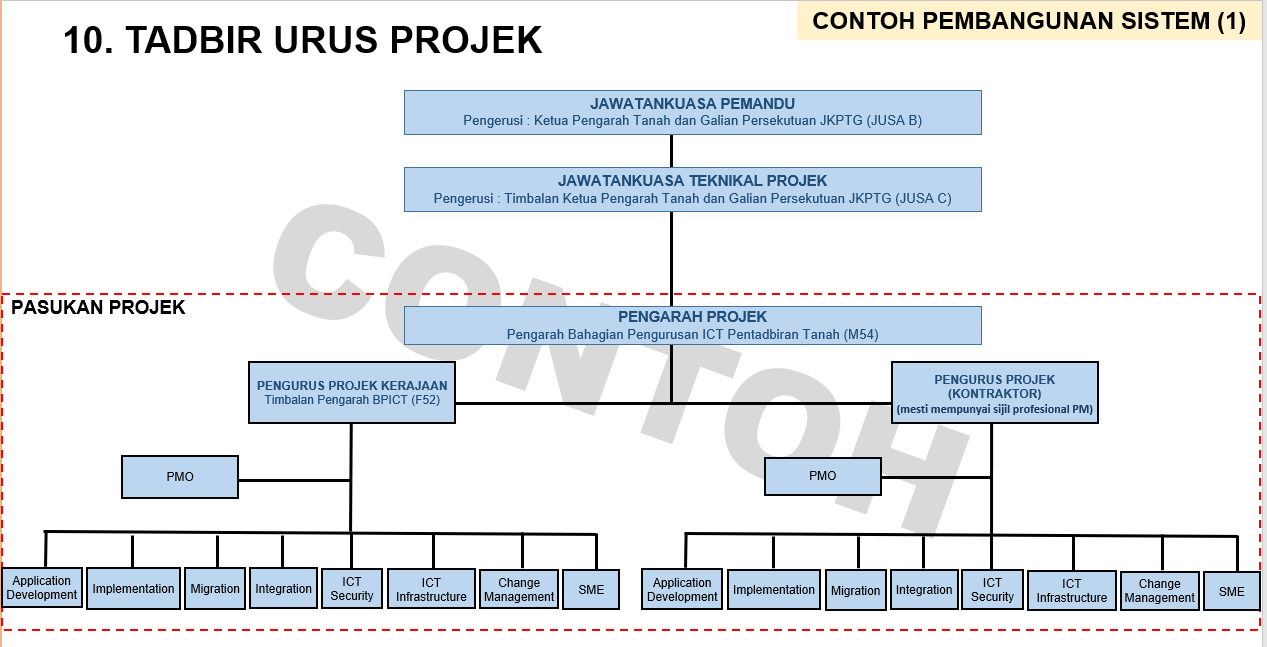 CONTOH PEMBANGUNAN SISTEM (1)
10. TADBIR URUS PROJEK
JAWATANKUASA PEMANDU
Pengerusi : Ketua Pengarah Tanah dan Galian Persekutuan JKPTG (JUSA B)
JAWATANKUASA TEKNIKAL PROJEK
Pengerusi : Timbalan Ketua Pengarah Tanah dan Galian Persekutuan JKPTG (JUSA C)
CONTOH
PASUKAN PROJEK
PENGARAH PROJEK
Pengarah Bahagian Pengurusan ICT Pentadbiran Tanah (M54)
PENGURUS PROJEK KERAJAAN
Timbalan Pengarah BPICT (F52)
PENGURUS PROJEK
(KONTRAKTOR)
(mesti mempunyai sijil profesional PM)
PMO
PMO
Application
Development
Implementation
Migration
Integration
ICT
Security
ICT
Infrastructure
Change
Management
SME
Application
Development
Implementation
Migration
Integration
ICT
Security
ICT
Infrastructure
Change
Management
SME